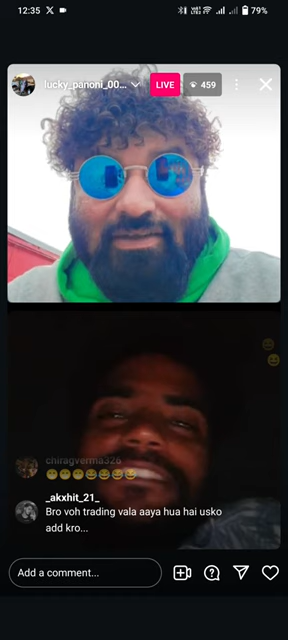 12:35 79%
lucky_panoni_00... LIVE 459
chiragverma326
_akxhit_21_
Bro voh trading vala aaya hua hai usko
add kro...
Add a comment...